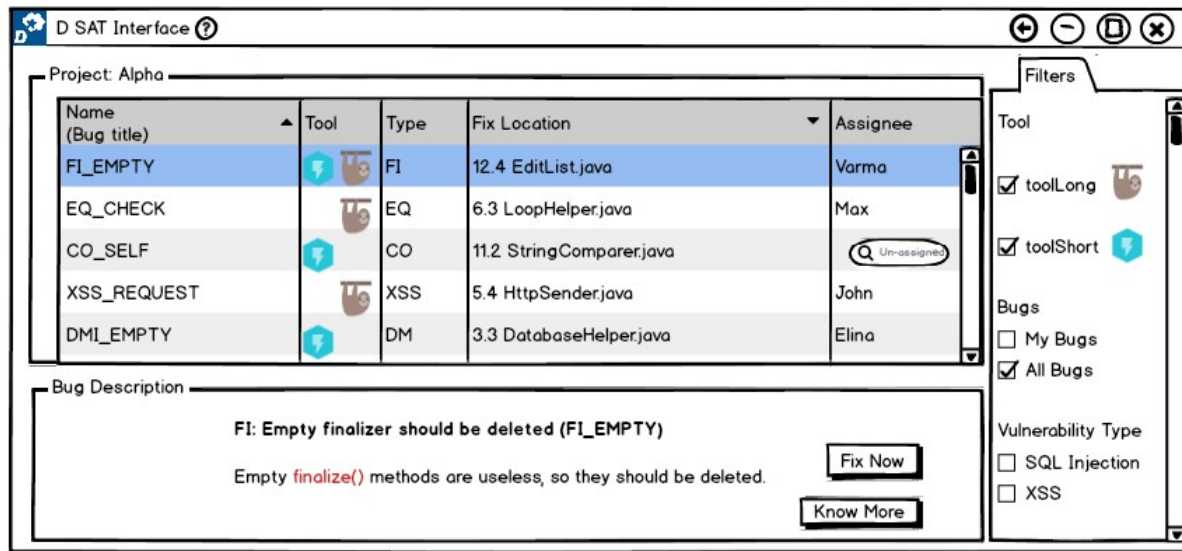 D
D SAT Interface ?
Project: Alpha
Filters
Name
(Bug title)
Tool
Type
Fix Location
Assignee
FI_EMPTY FI 12.4 EditList.java Varma
EQ_CHECK EQ 6.3 LoopHelper.java Max
CO_SELF CO 11.2 StringComparer.java Un-assigned
XSS_REQUEST XSS 5.4 HttpSender.java John
DMI_EMPTY DM 3.3 DatabaseHelper.java Elina
Bug Description
FI: Empty finalizer should be deleted (FI_EMPTY)
Empty finalize() methods are useless, so they should be deleted.
Fix Now
Know More
Tool
toolLong
toolShort
Bugs
My Bugs
All Bugs
Vulnerability Type
SQL Injection
XSS